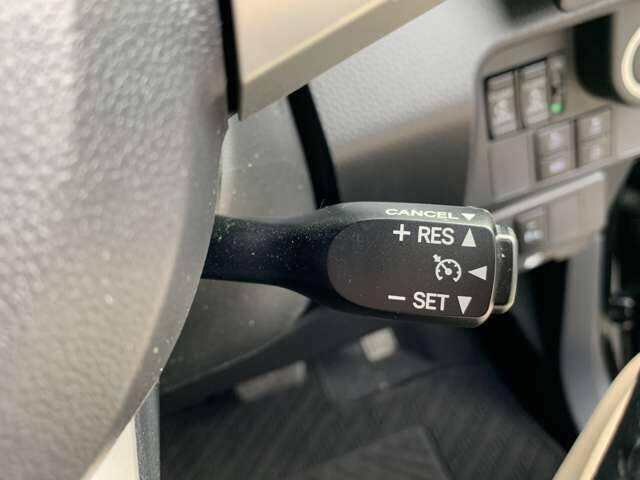 CANCEL ▼
+ RES ▲
◀
− SET ▼